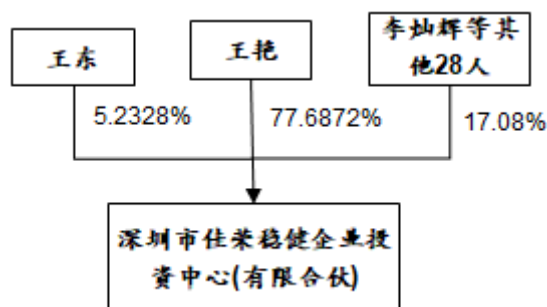 王东
王艳
李灿辉等其
他28人
5.2328%
77.6872%
17.08%
深圳市佳荣稳健企业投
资中心(有限合伙)